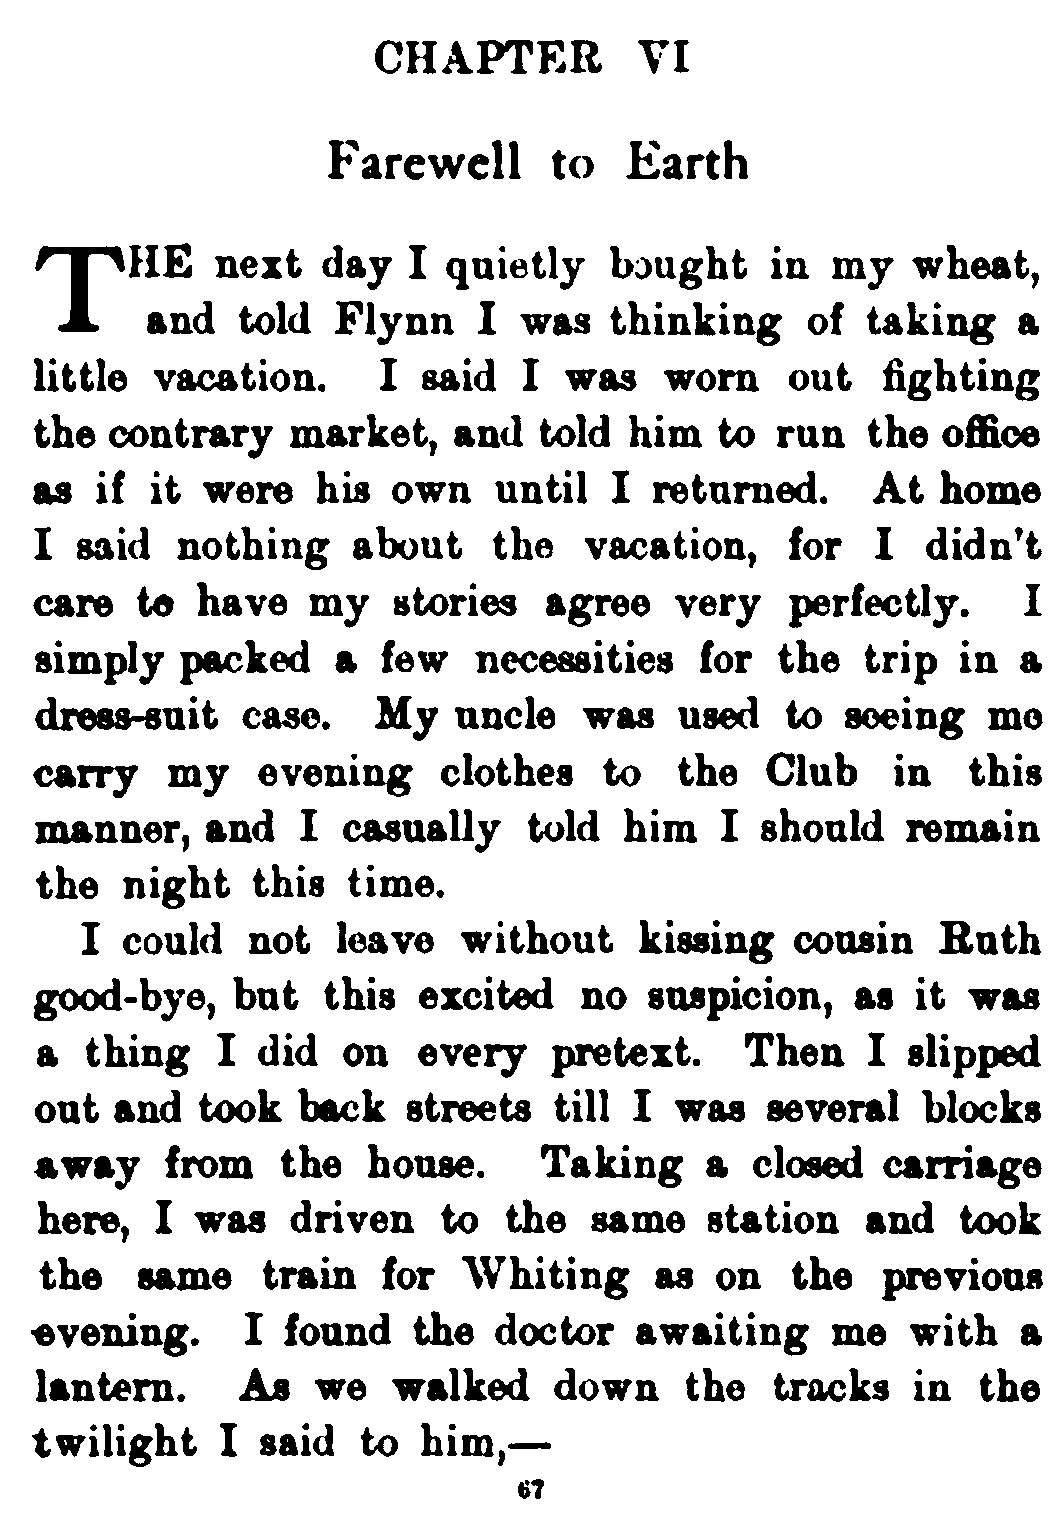 CHAPTER VI
Farewell to Earth
THE next day I quietly bought in my wheat,
and told Flynn I was thinking of taking a
little vacation. I said I was worn out fighting
the contrary market, and told him to run the office
as if it were his own until I returned. At home
I said nothing about the vacation, for I didn't
care to have my stories agree very perfectly. I
simply packed a few necessities for the trip in a
dress-suit case. My uncle was used to seeing me
carry my evening clothes to the Club in this
manner, and I casually told him I should remain
the night this time.
I could not leave without kissing cousin Ruth
good-bye, but this excited no suspicion, as it was
a thing I did on every pretext. Then I slipped
out and took back streets till I was several blocks
away from the house. Taking a closed carriage
here, I was driven to the same station and took
the same train for Whiting as on the previous
evening. I found the doctor awaiting me with a
lantern. As we walked down the tracks in the
twilight I said to him,—
67